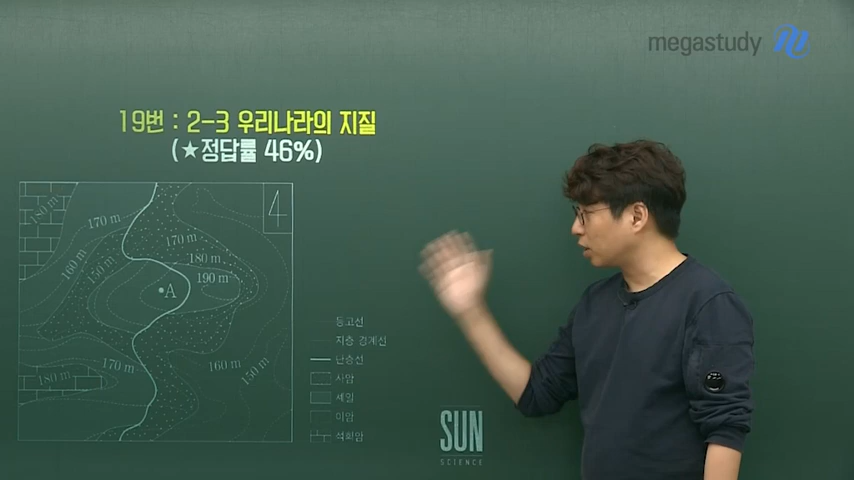 megastudy
19번 : 2-3 우리나라의 지질
(★정답률 46%)
4
180 m
170 m
170 m
160 m
150 m
180 m
190 m
A
등고선
지층 경계선
단층선
170 m
160 m
150 m
180 m
사암
셰일
이암
석회암
SUN
SCIENCE